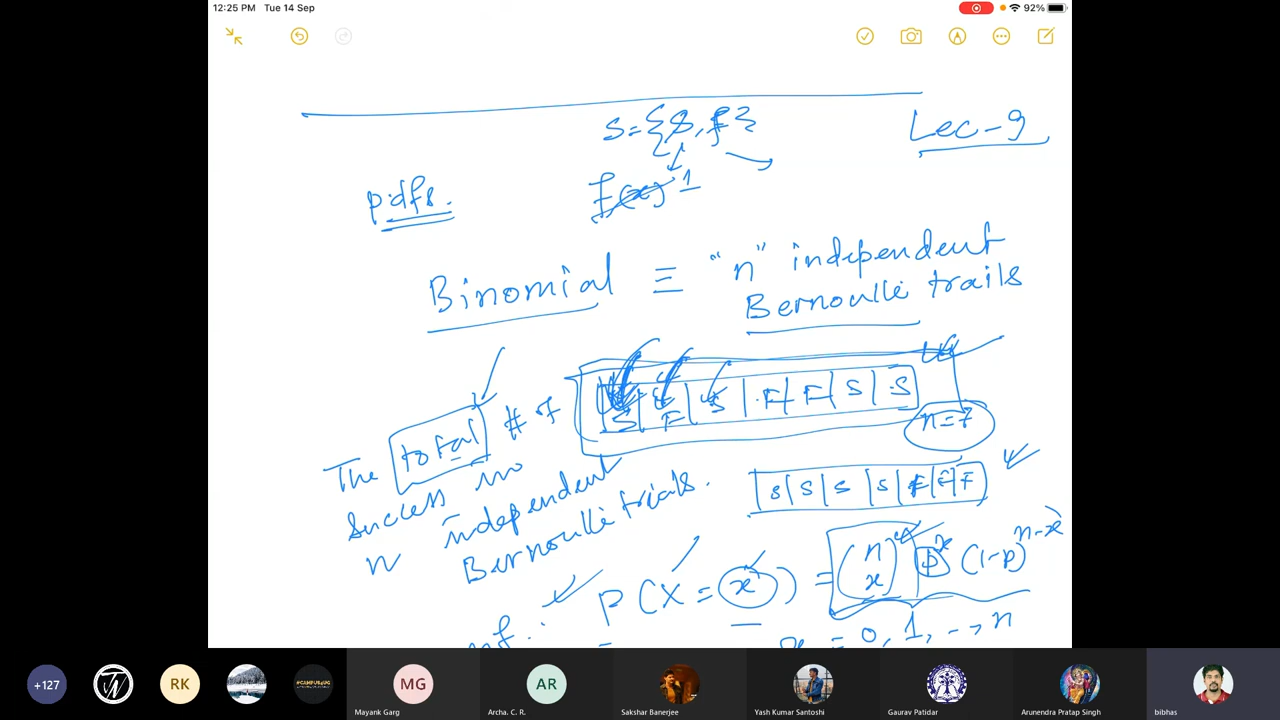 12:25 PM Tue 14 Sep
92%
S={S,F}
Lec-9
pdfs.
f(x) 1
Binomial ≡ "n" independent
Bernoulli trails
S | F | S | F | F | S | S
n=7
The total # of
success in
n independent
Bernoulli trials.
S | S | S | S | F | F | F
P(X = x) = (n x) p^x (1-p)^{n-x}
x = 0, 1, .., n
+127
RK
MG
AR
Mayank Garg
Archa. C. R.
Sakshar Banerjee
Yash Kumar Santoshi
Gaurav Patidar
Arunendra Pratap Singh
bibhas